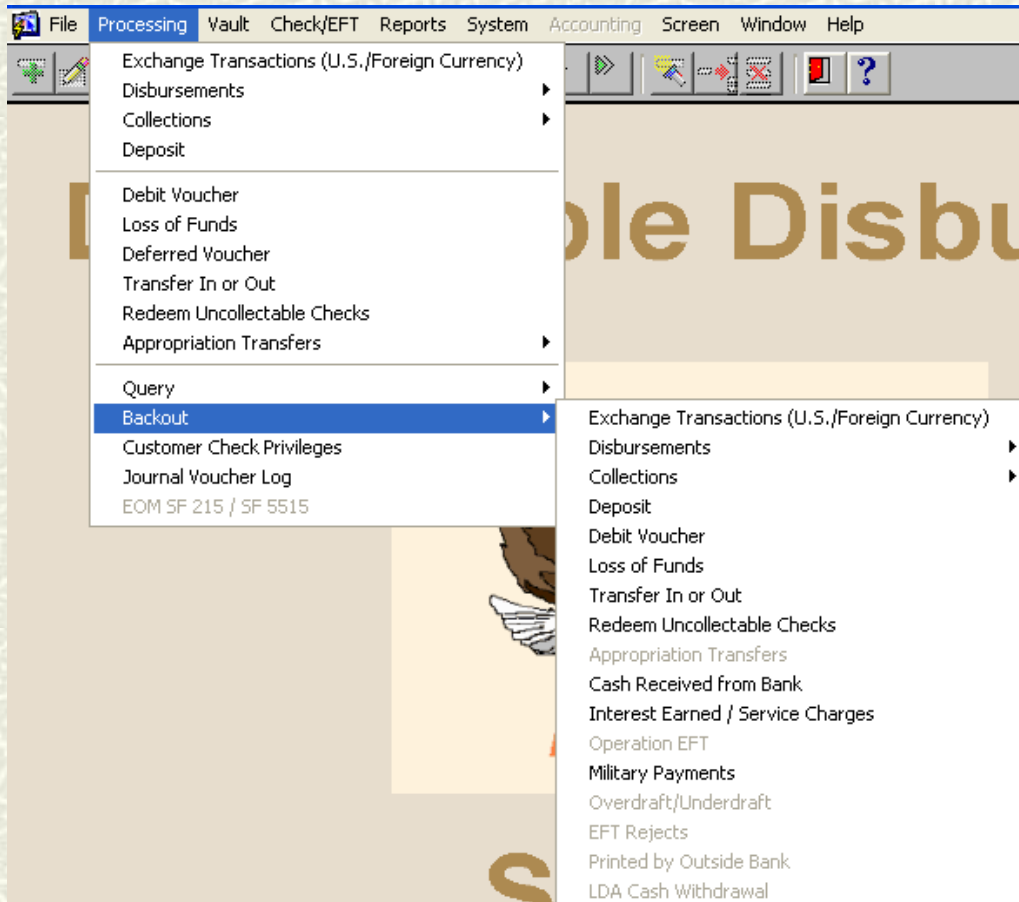 File Processing Vault Check/EFT Reports System Accounting Screen Window Help
Exchange Transactions (U.S./Foreign Currency)
Disbursements
Collections
Deposit
Debit Voucher
Loss of Funds
Deferred Voucher
Transfer In or Out
Redeem Uncollectable Checks
Appropriation Transfers
Query
Backout
Customer Check Privileges
Journal Voucher Log
EOM SF 215 / SF 5515
Exchange Transactions (U.S./Foreign Currency)
Disbursements
Collections
Deposit
Debit Voucher
Loss of Funds
Transfer In or Out
Redeem Uncollectable Checks
Appropriation Transfers
Cash Received from Bank
Interest Earned / Service Charges
Operation EFT
Military Payments
Overdraft/Underdraft
EFT Rejects
Printed by Outside Bank
LDA Cash Withdrawal
ple Disbu
S